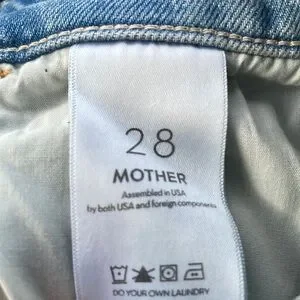 28
MOTHER
Assembled in USA
by both USA and foreign components
DO YOUR OWN LAUNDRY